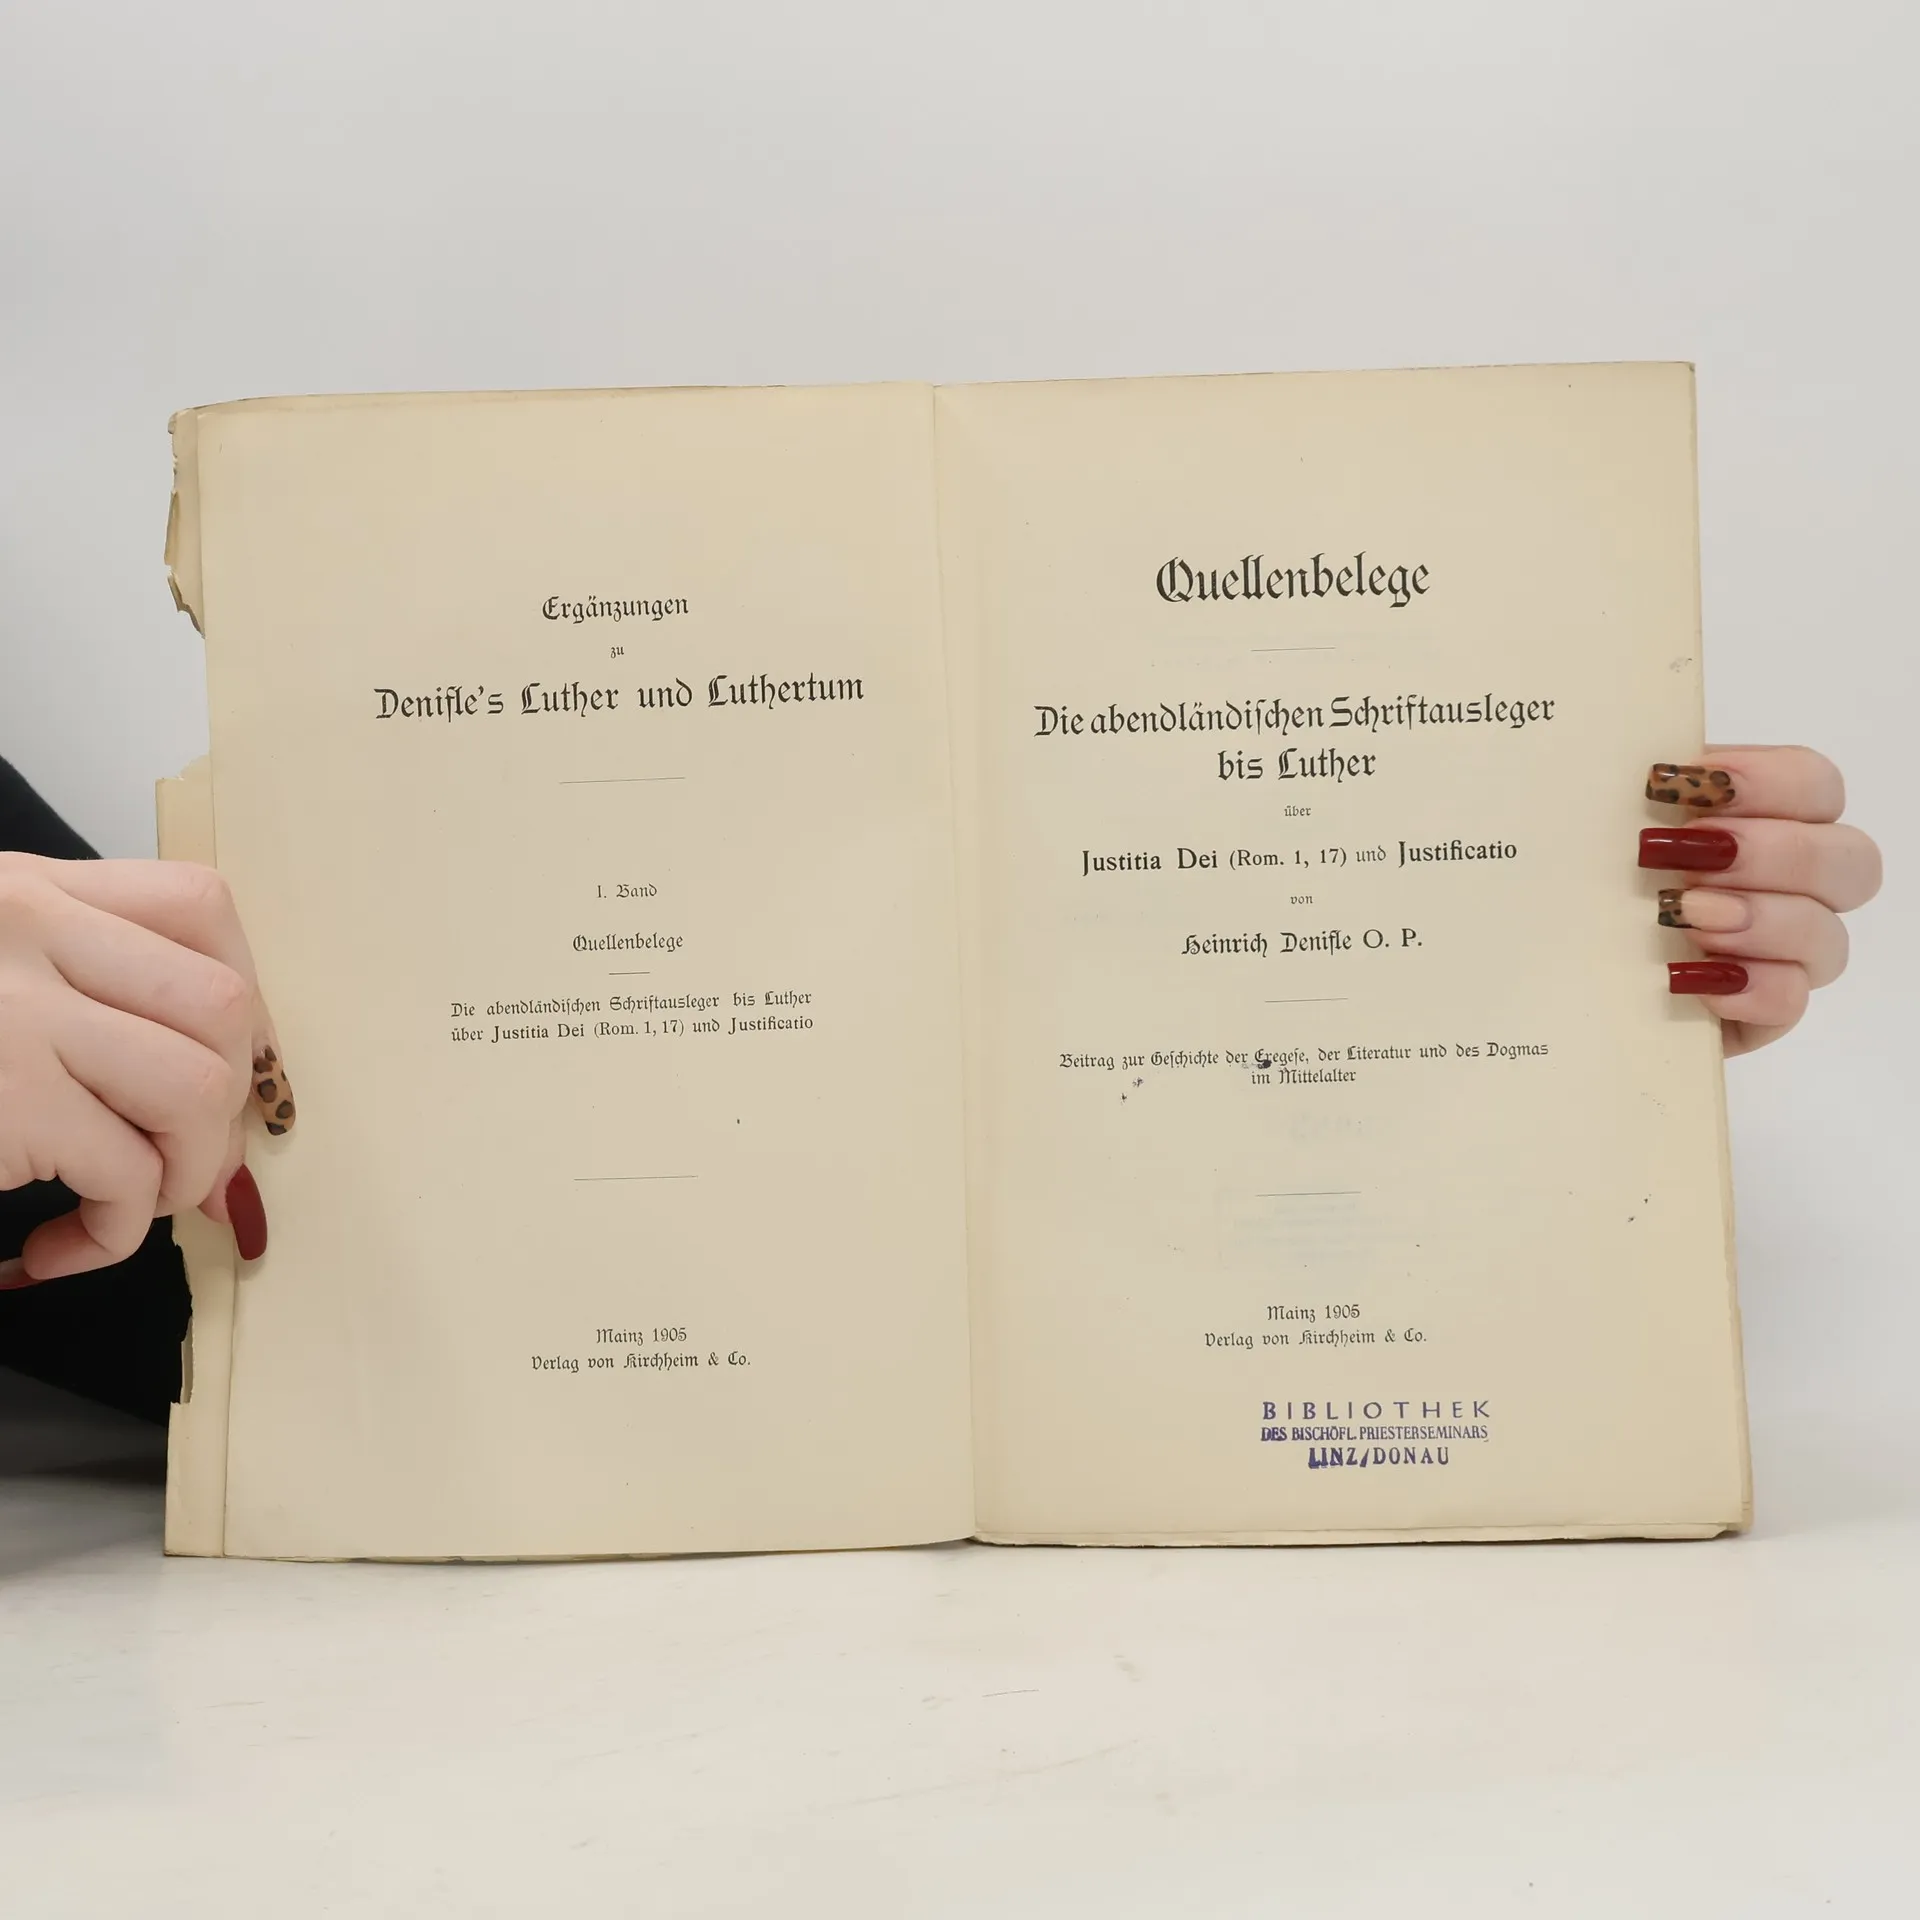 Ergänzungen
zu
Denifle's Luther und Luthertum
I. Band
Quellenbelege
Die abendländischen Schriftausleger bis Luther
über Justitia Dei (Rom. 1, 17) und Justificatio
Mainz 1905
Verlag von Kirchheim & Co.
Quellenbelege
Die abendländischen Schriftausleger
bis Luther
über
Justitia Dei (Rom. 1, 17) und Justificatio
von
Heinrich Denifle O. P.
Beitrag zur Geschichte der Exegese, der Literatur und des Dogmas
im Mittelalter
Mainz 1905
Verlag von Kirchheim & Co.
BIBLIOTHEK
DES BISCHÖFL. PRIESTERSEMINARS
LINZ/DONAU